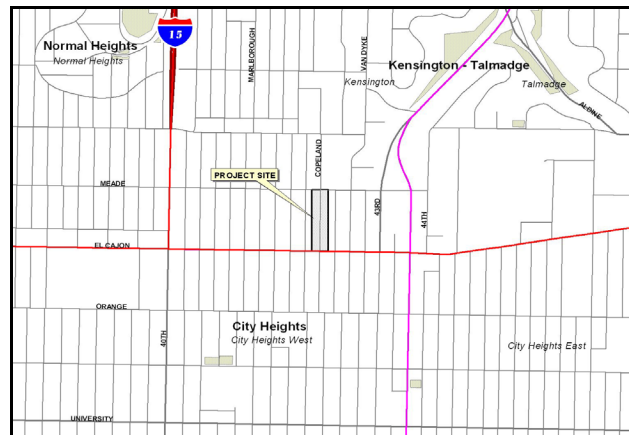 15
Normal Heights
Normal Heights
MARLBOROUGH
VAN DYKE
Kensington - Talmadge
Kensington
Talmadge
ALDINE
COPELAND
PROJECT SITE
MEADE
43RD
44TH
EL CAJON
ORANGE
40TH
City Heights
City Heights West
City Heights East
UNIVERSITY